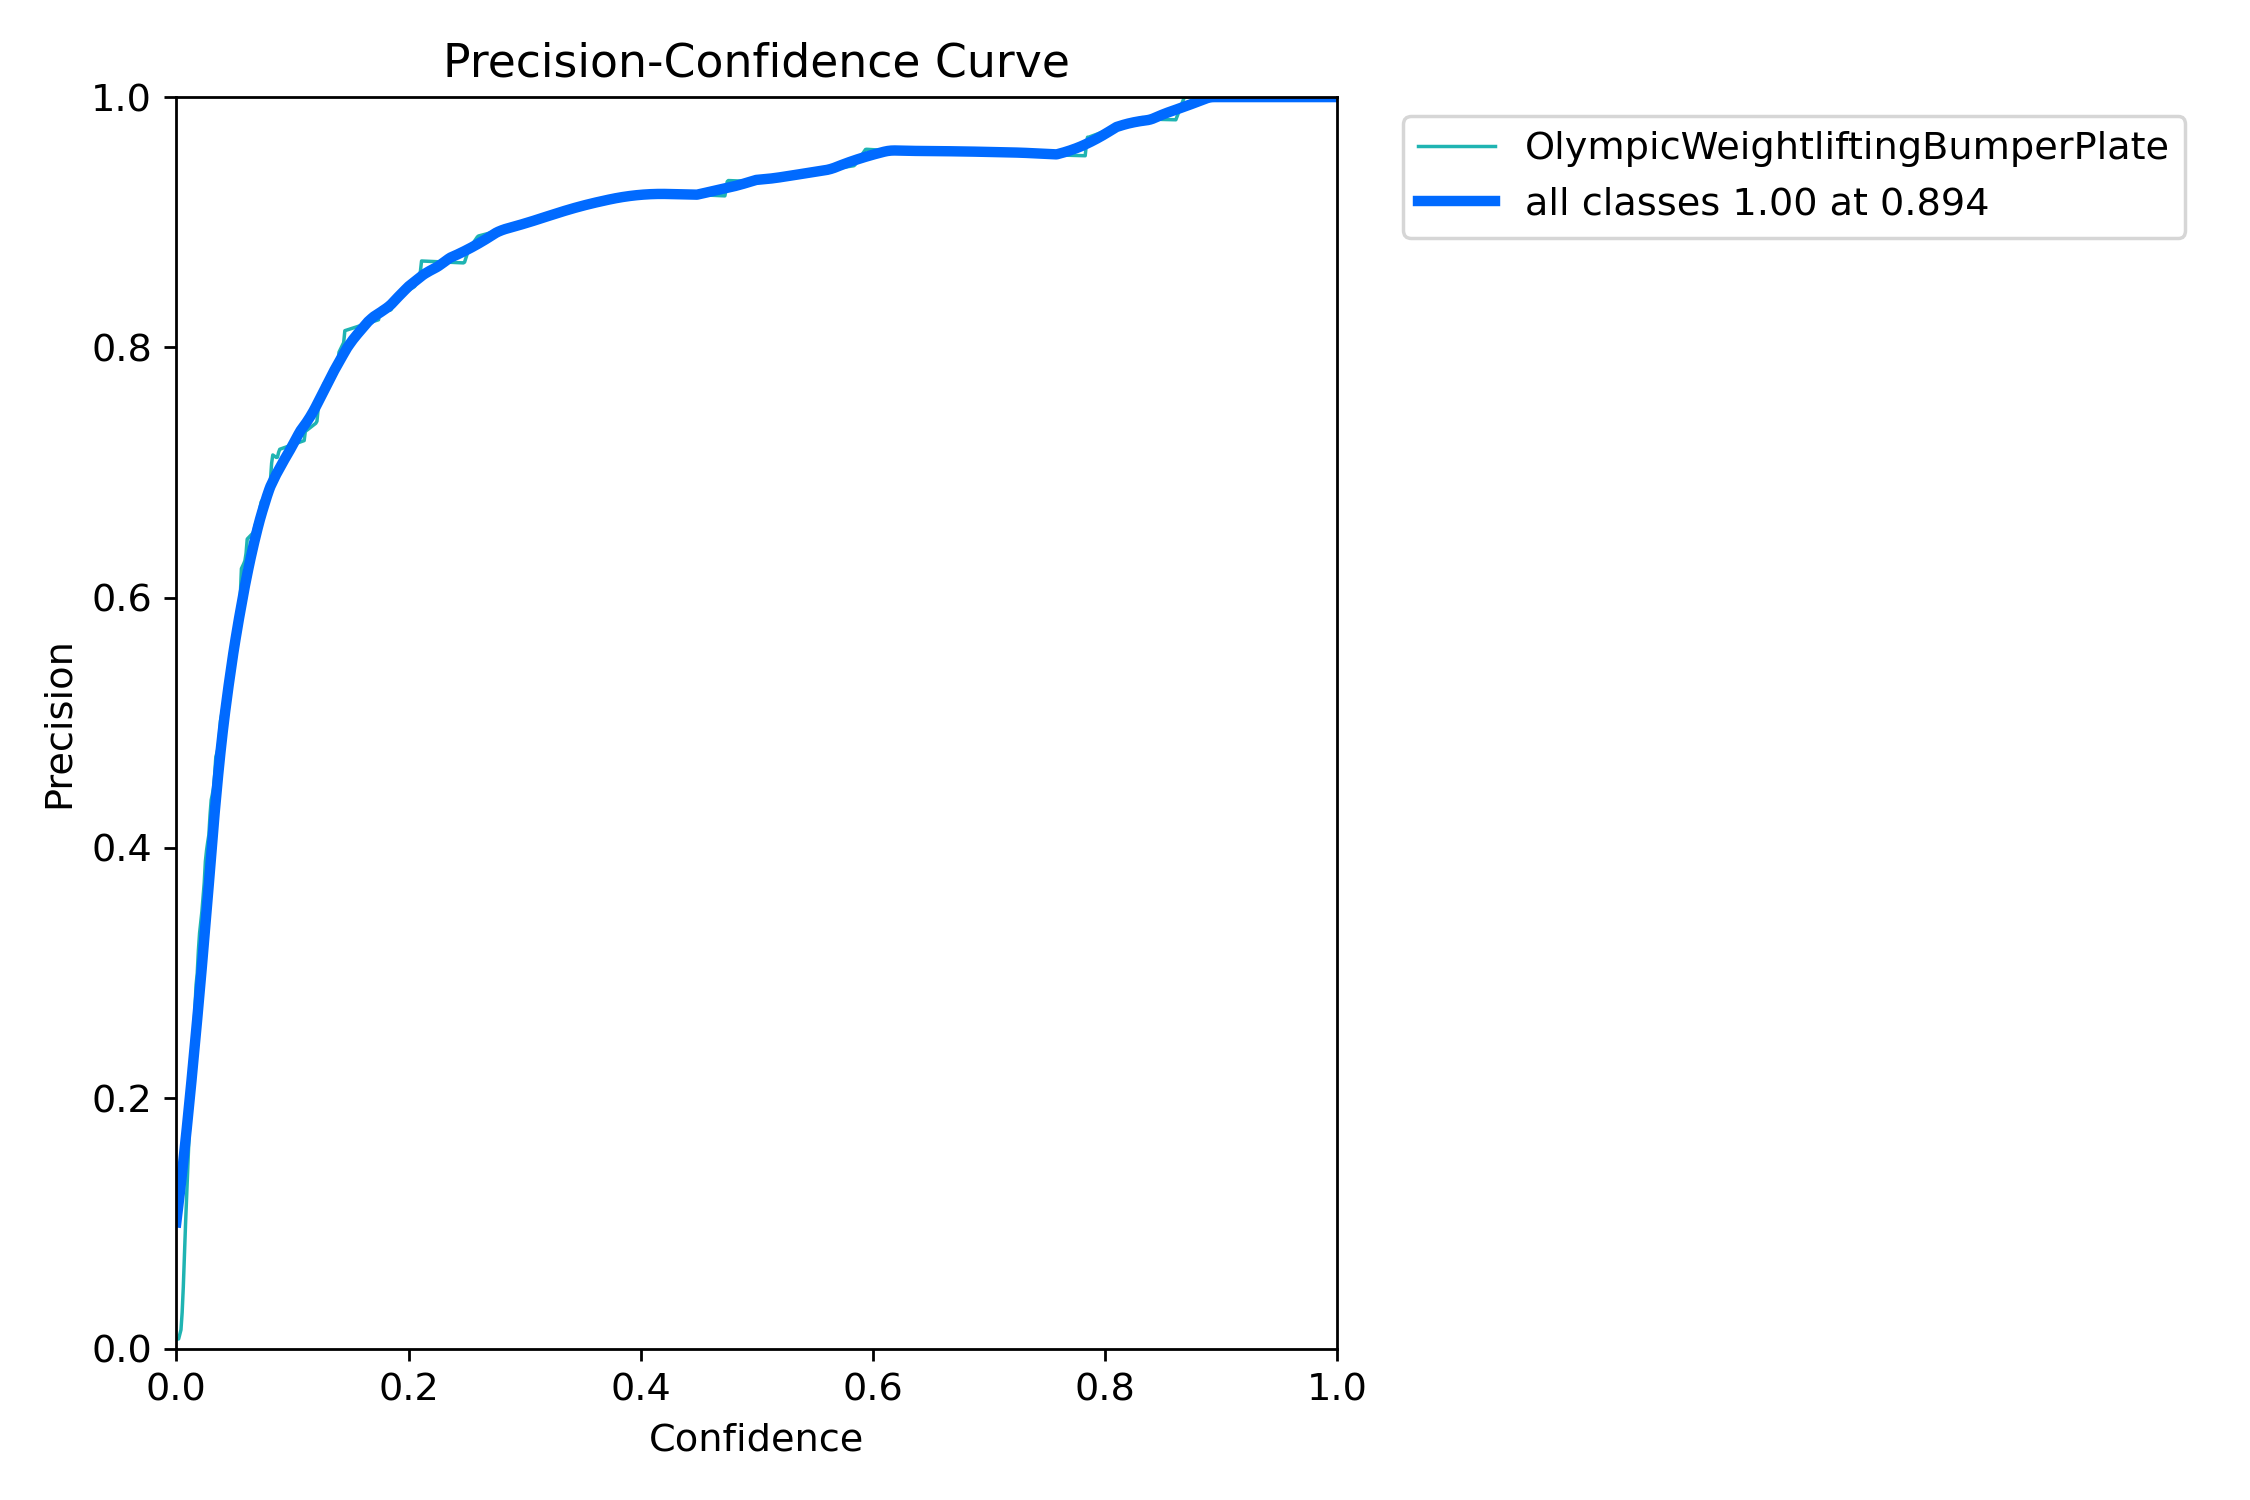 Precision-Confidence Curve
1.0
0.8
0.6
0.4
0.2
0.0
Precision
0.0 0.2 0.4 0.6 0.8 1.0
Confidence
OlympicWeightliftingBumperPlate
all classes 1.00 at 0.894